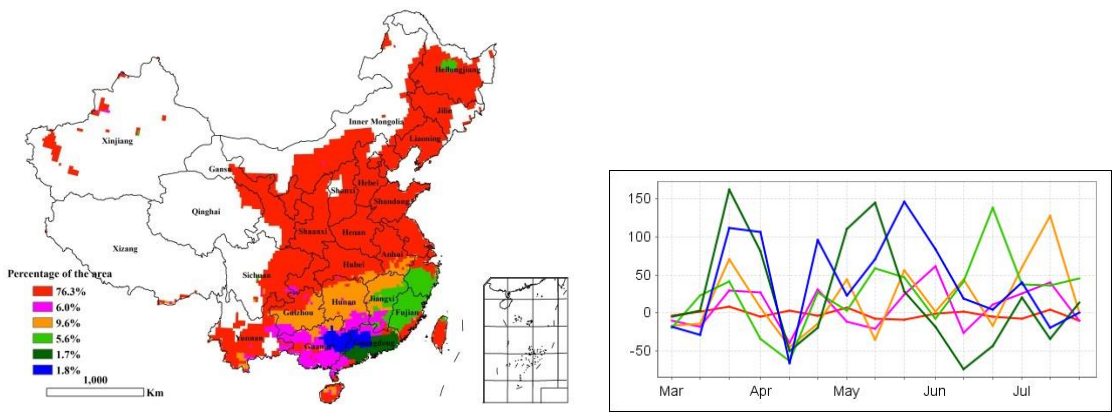 Heilongjiang
Jilin
Inner Mongolia
Liaoning
Xinjiang
Gansu
Hebei
Shanxi
Shandong
Qinghai
Shaanxi
Henan
Xizang
Anhui
Hubei
Sichuan
Percentage of the area
76.3%
6.0%
9.6%
5.6%
1.7%
1.8%
Hunan
Jiangxi
Guizhou
Fujian
Yunnan
Guangxi
Guangdong
1,000
Km
150
100
50
0
-50
Mar
Apr
May
Jun
Jul